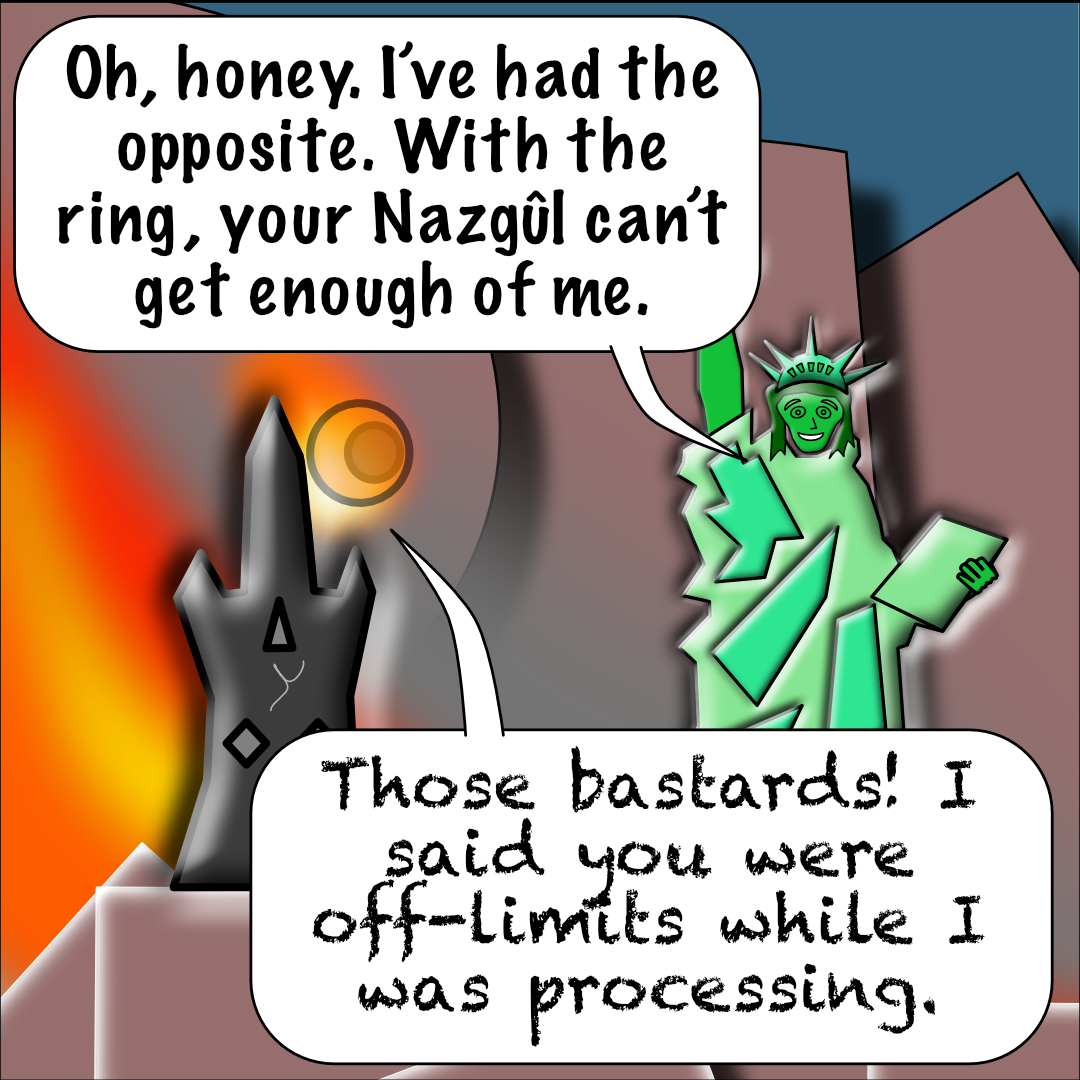 Oh, honey. I've had the
opposite. With the
ring, your Nazgûl can't
get enough of me.
Those bastards! I
said you were
off-limits while I
was processing.